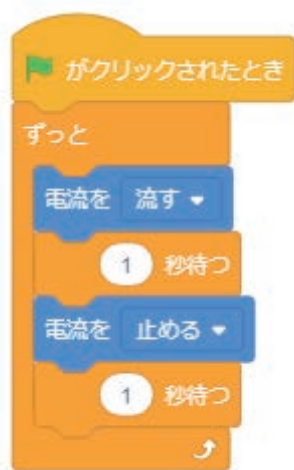 がクリックされたとき
ずっと
電流を 流す
1 秒待つ
電流を 止める
1 秒待つ